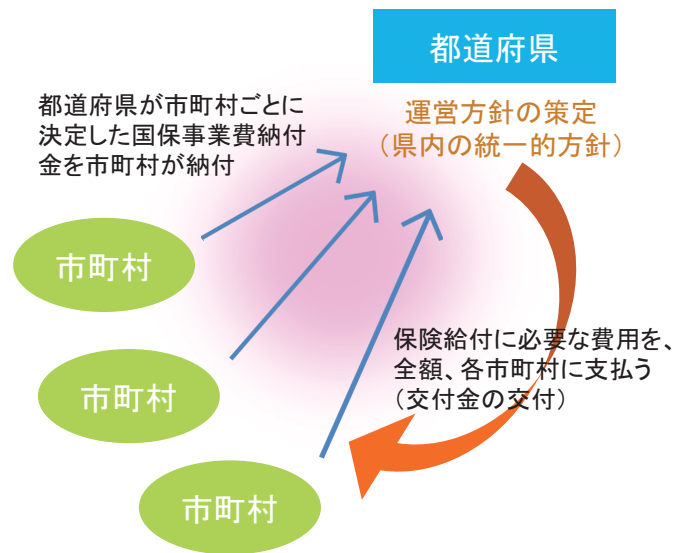 都道府県
運営方針の策定
（県内の統一的方針）
都道府県が市町村ごとに
決定した国保事業費納付
金を市町村が納付
市町村
市町村
市町村
保険給付に必要な費用を、
全額、各市町村に支払う
（交付金の交付）